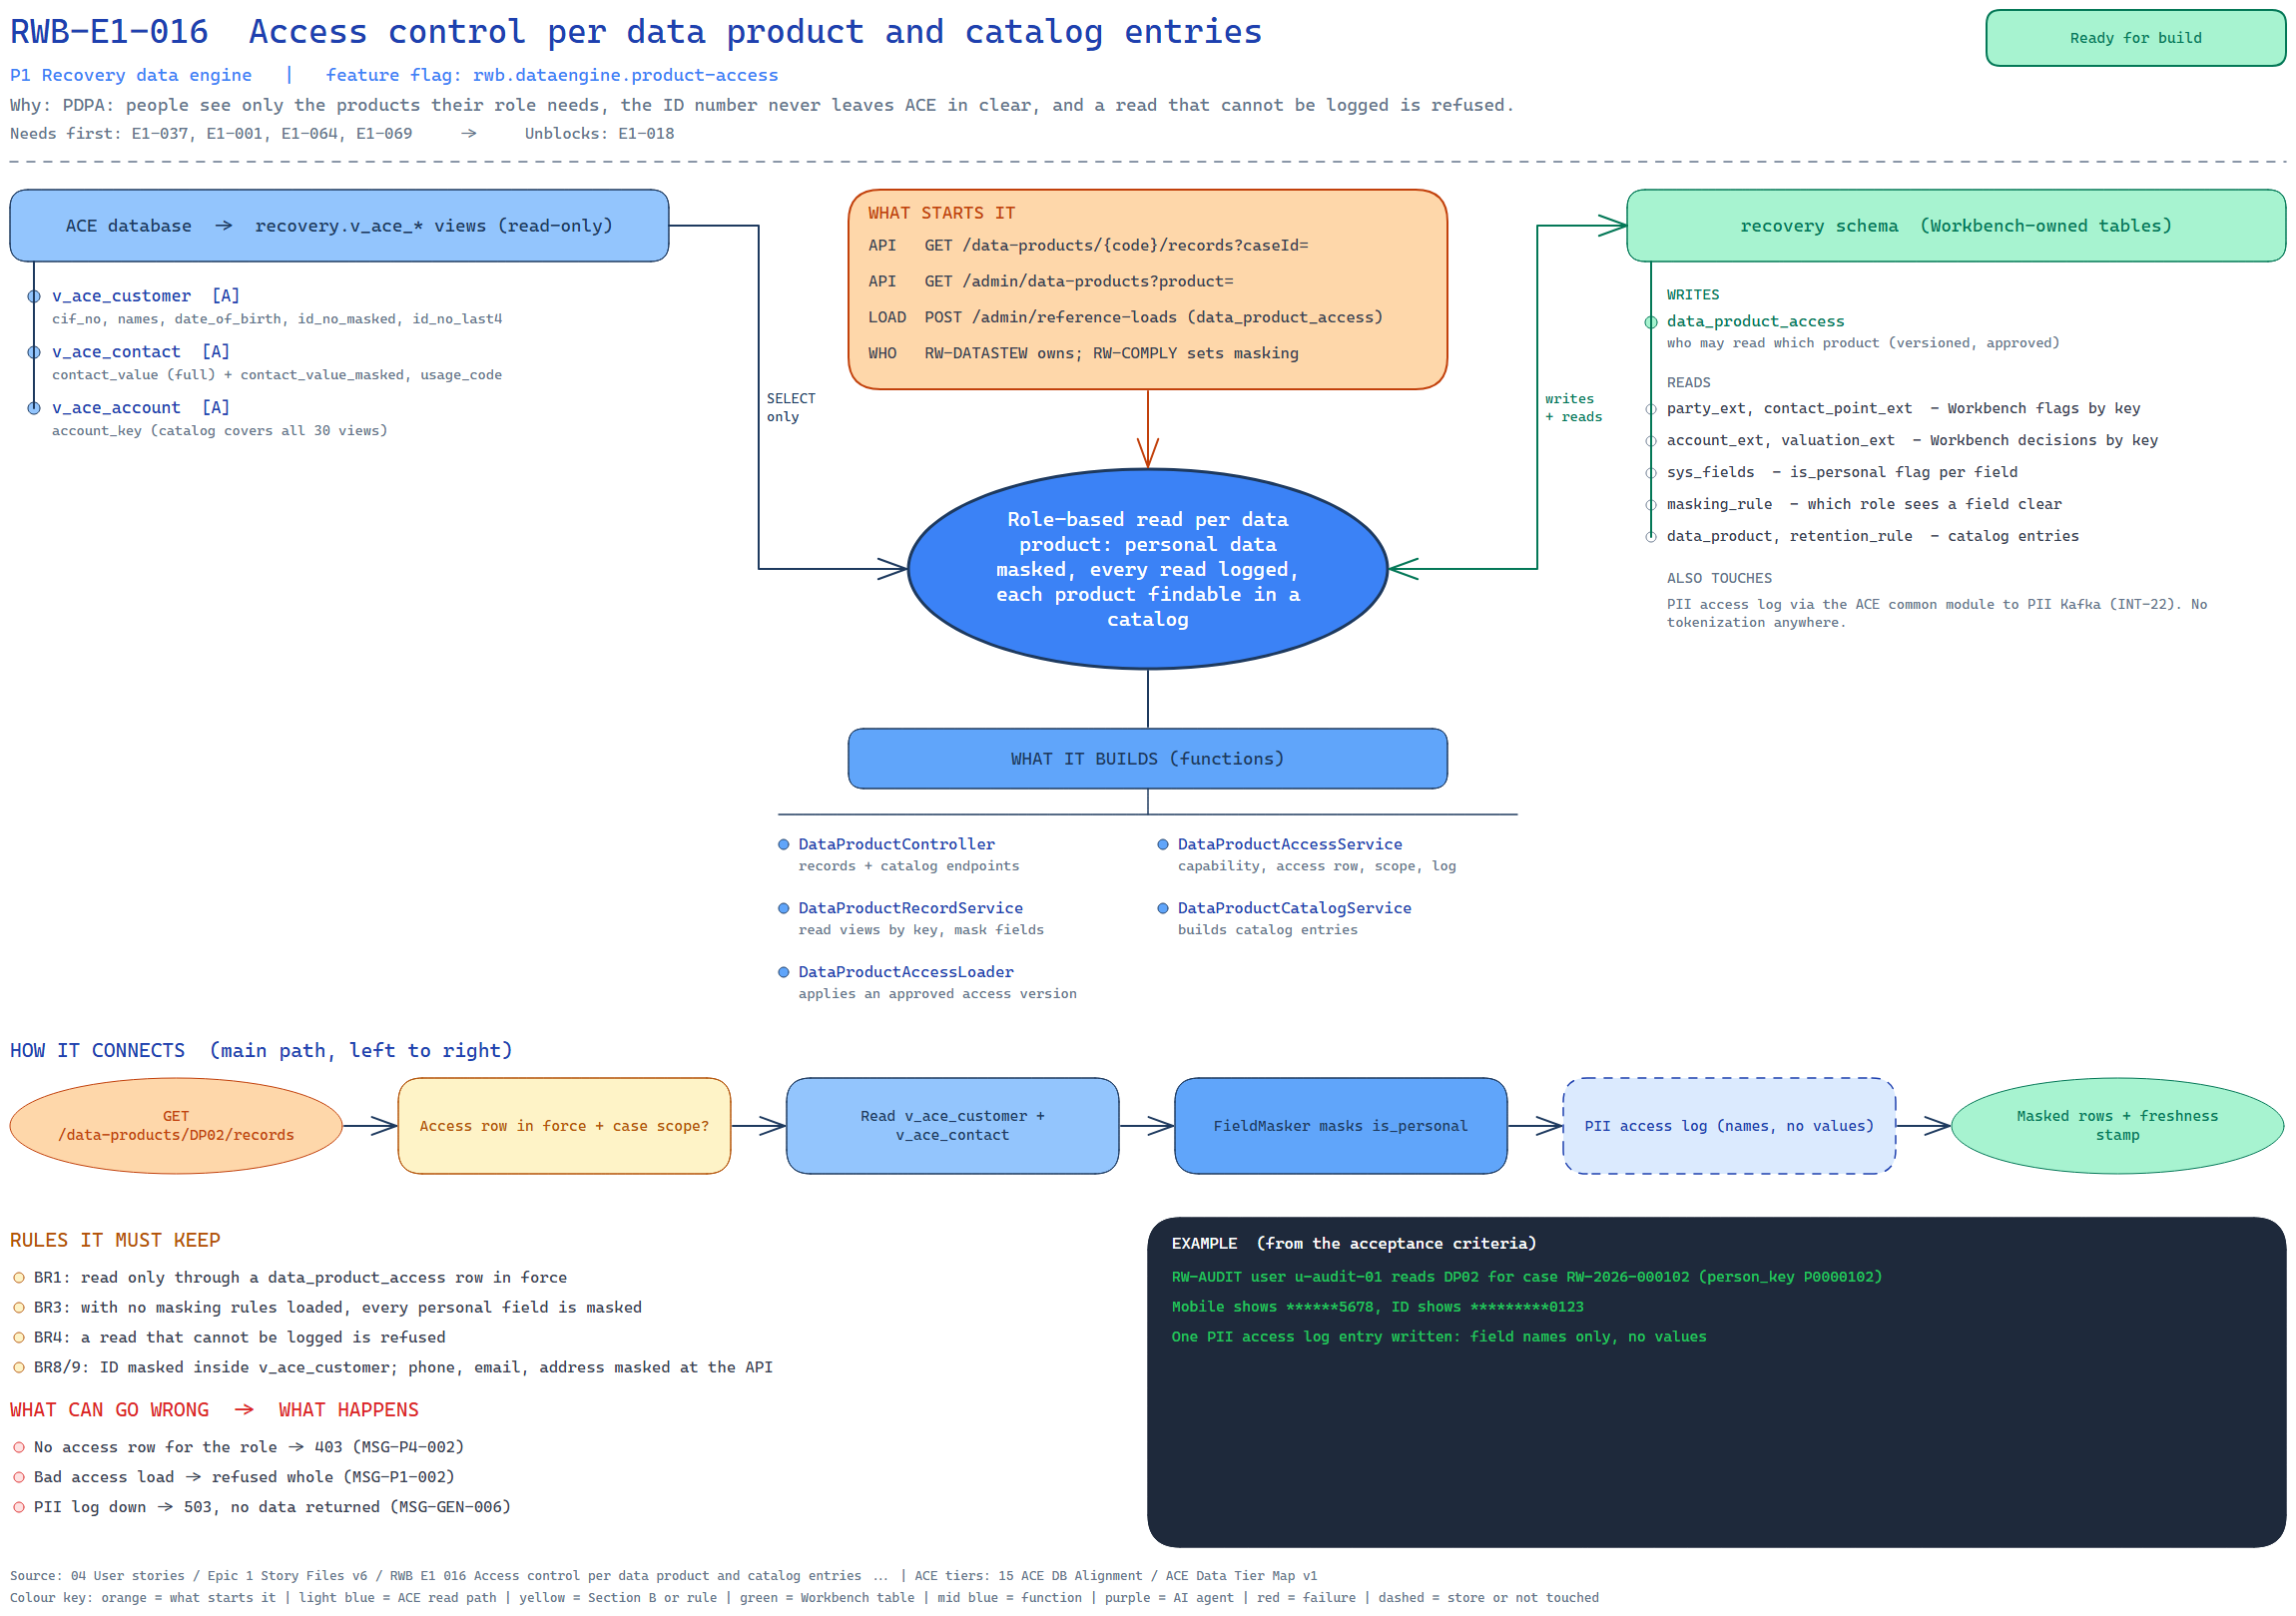 RWB-E1-016  Access control per data product and catalog entries
Ready for build
P1 Recovery data engine   |   feature flag: rwb.dataengine.product-access
Why: PDPA: people see only the products their role needs, the ID number never leaves ACE in clear, and a read that cannot be logged is refused.
Needs first: E1-037, E1-001, E1-064, E1-069     →     Unblocks: E1-018
ACE database  →  recovery.v_ace_* views (read-only)
v_ace_customer  [A]
cif_no, names, date_of_birth, id_no_masked, id_no_last4
v_ace_contact  [A]
contact_value (full) + contact_value_masked, usage_code
v_ace_account  [A]
account_key (catalog covers all 30 views)
SELECT
only
WHAT STARTS IT
API   GET /data-products/{code}/records?caseId=
API   GET /admin/data-products?product=
LOAD  POST /admin/reference-loads (data_product_access)
WHO   RW-DATASTEW owns; RW-COMPLY sets masking
writes
+ reads
recovery schema  (Workbench-owned tables)
WRITES
data_product_access
who may read which product (versioned, approved)
READS
party_ext, contact_point_ext  - Workbench flags by key
account_ext, valuation_ext  - Workbench decisions by key
sys_fields  - is_personal flag per field
masking_rule  - which role sees a field clear
data_product, retention_rule  - catalog entries
ALSO TOUCHES
PII access log via the ACE common module to PII Kafka (INT-22). No
tokenization anywhere.
Role-based read per data
product: personal data
masked, every read logged,
each product findable in a
catalog
WHAT IT BUILDS (functions)
DataProductController
records + catalog endpoints
DataProductAccessService
capability, access row, scope, log
DataProductRecordService
read views by key, mask fields
DataProductCatalogService
builds catalog entries
DataProductAccessLoader
applies an approved access version
HOW IT CONNECTS  (main path, left to right)
GET
/data-products/DP02/records
Access row in force + case scope?
Read v_ace_customer +
v_ace_contact
FieldMasker masks is_personal
PII access log (names, no values)
Masked rows + freshness
stamp
RULES IT MUST KEEP
BR1: read only through a data_product_access row in force
BR3: with no masking rules loaded, every personal field is masked
BR4: a read that cannot be logged is refused
BR8/9: ID masked inside v_ace_customer; phone, email, address masked at the API
WHAT CAN GO WRONG  →  WHAT HAPPENS
No access row for the role → 403 (MSG-P4-002)
Bad access load → refused whole (MSG-P1-002)
PII log down → 503, no data returned (MSG-GEN-006)
EXAMPLE  (from the acceptance criteria)
RW-AUDIT user u-audit-01 reads DP02 for case RW-2026-000102 (person_key P0000102)
Mobile shows ******5678, ID shows *********0123
One PII access log entry written: field names only, no values
Source: 04 User stories / Epic 1 Story Files v6 / RWB E1 016 Access control per data product and catalog entries ... | ACE tiers: 15 ACE DB Alignment / ACE Data Tier Map v1
Colour key: orange = what starts it | light blue = ACE read path | yellow = Section B or rule | green = Workbench table | mid blue = function | purple = AI agent | red = failure | dashed = store or not touched